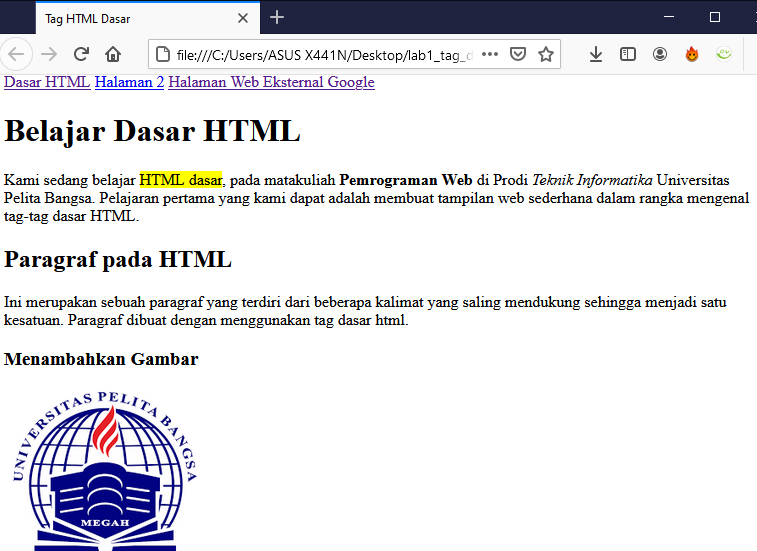 Tag HTML Dasar
file:///C:/Users/ASUS X441N/Desktop/lab1_tag_d
Dasar HTML Halaman 2 Halaman Web Eksternal Google
Belajar Dasar HTML
Kami sedang belajar HTML dasar, pada matakuliah Pemrograman Web di Prodi Teknik Informatika Universitas
Pelita Bangsa. Pelajaran pertama yang kami dapat adalah membuat tampilan web sederhana dalam rangka mengenal
tag-tag dasar HTML.
Paragraf pada HTML
Ini merupakan sebuah paragraf yang terdiri dari beberapa kalimat yang saling mendukung sehingga menjadi satu
kesatuan. Paragraf dibuat dengan menggunakan tag dasar html.
Menambahkan Gambar
UNIVERSITAS PELITA BANGSA
MEGAH